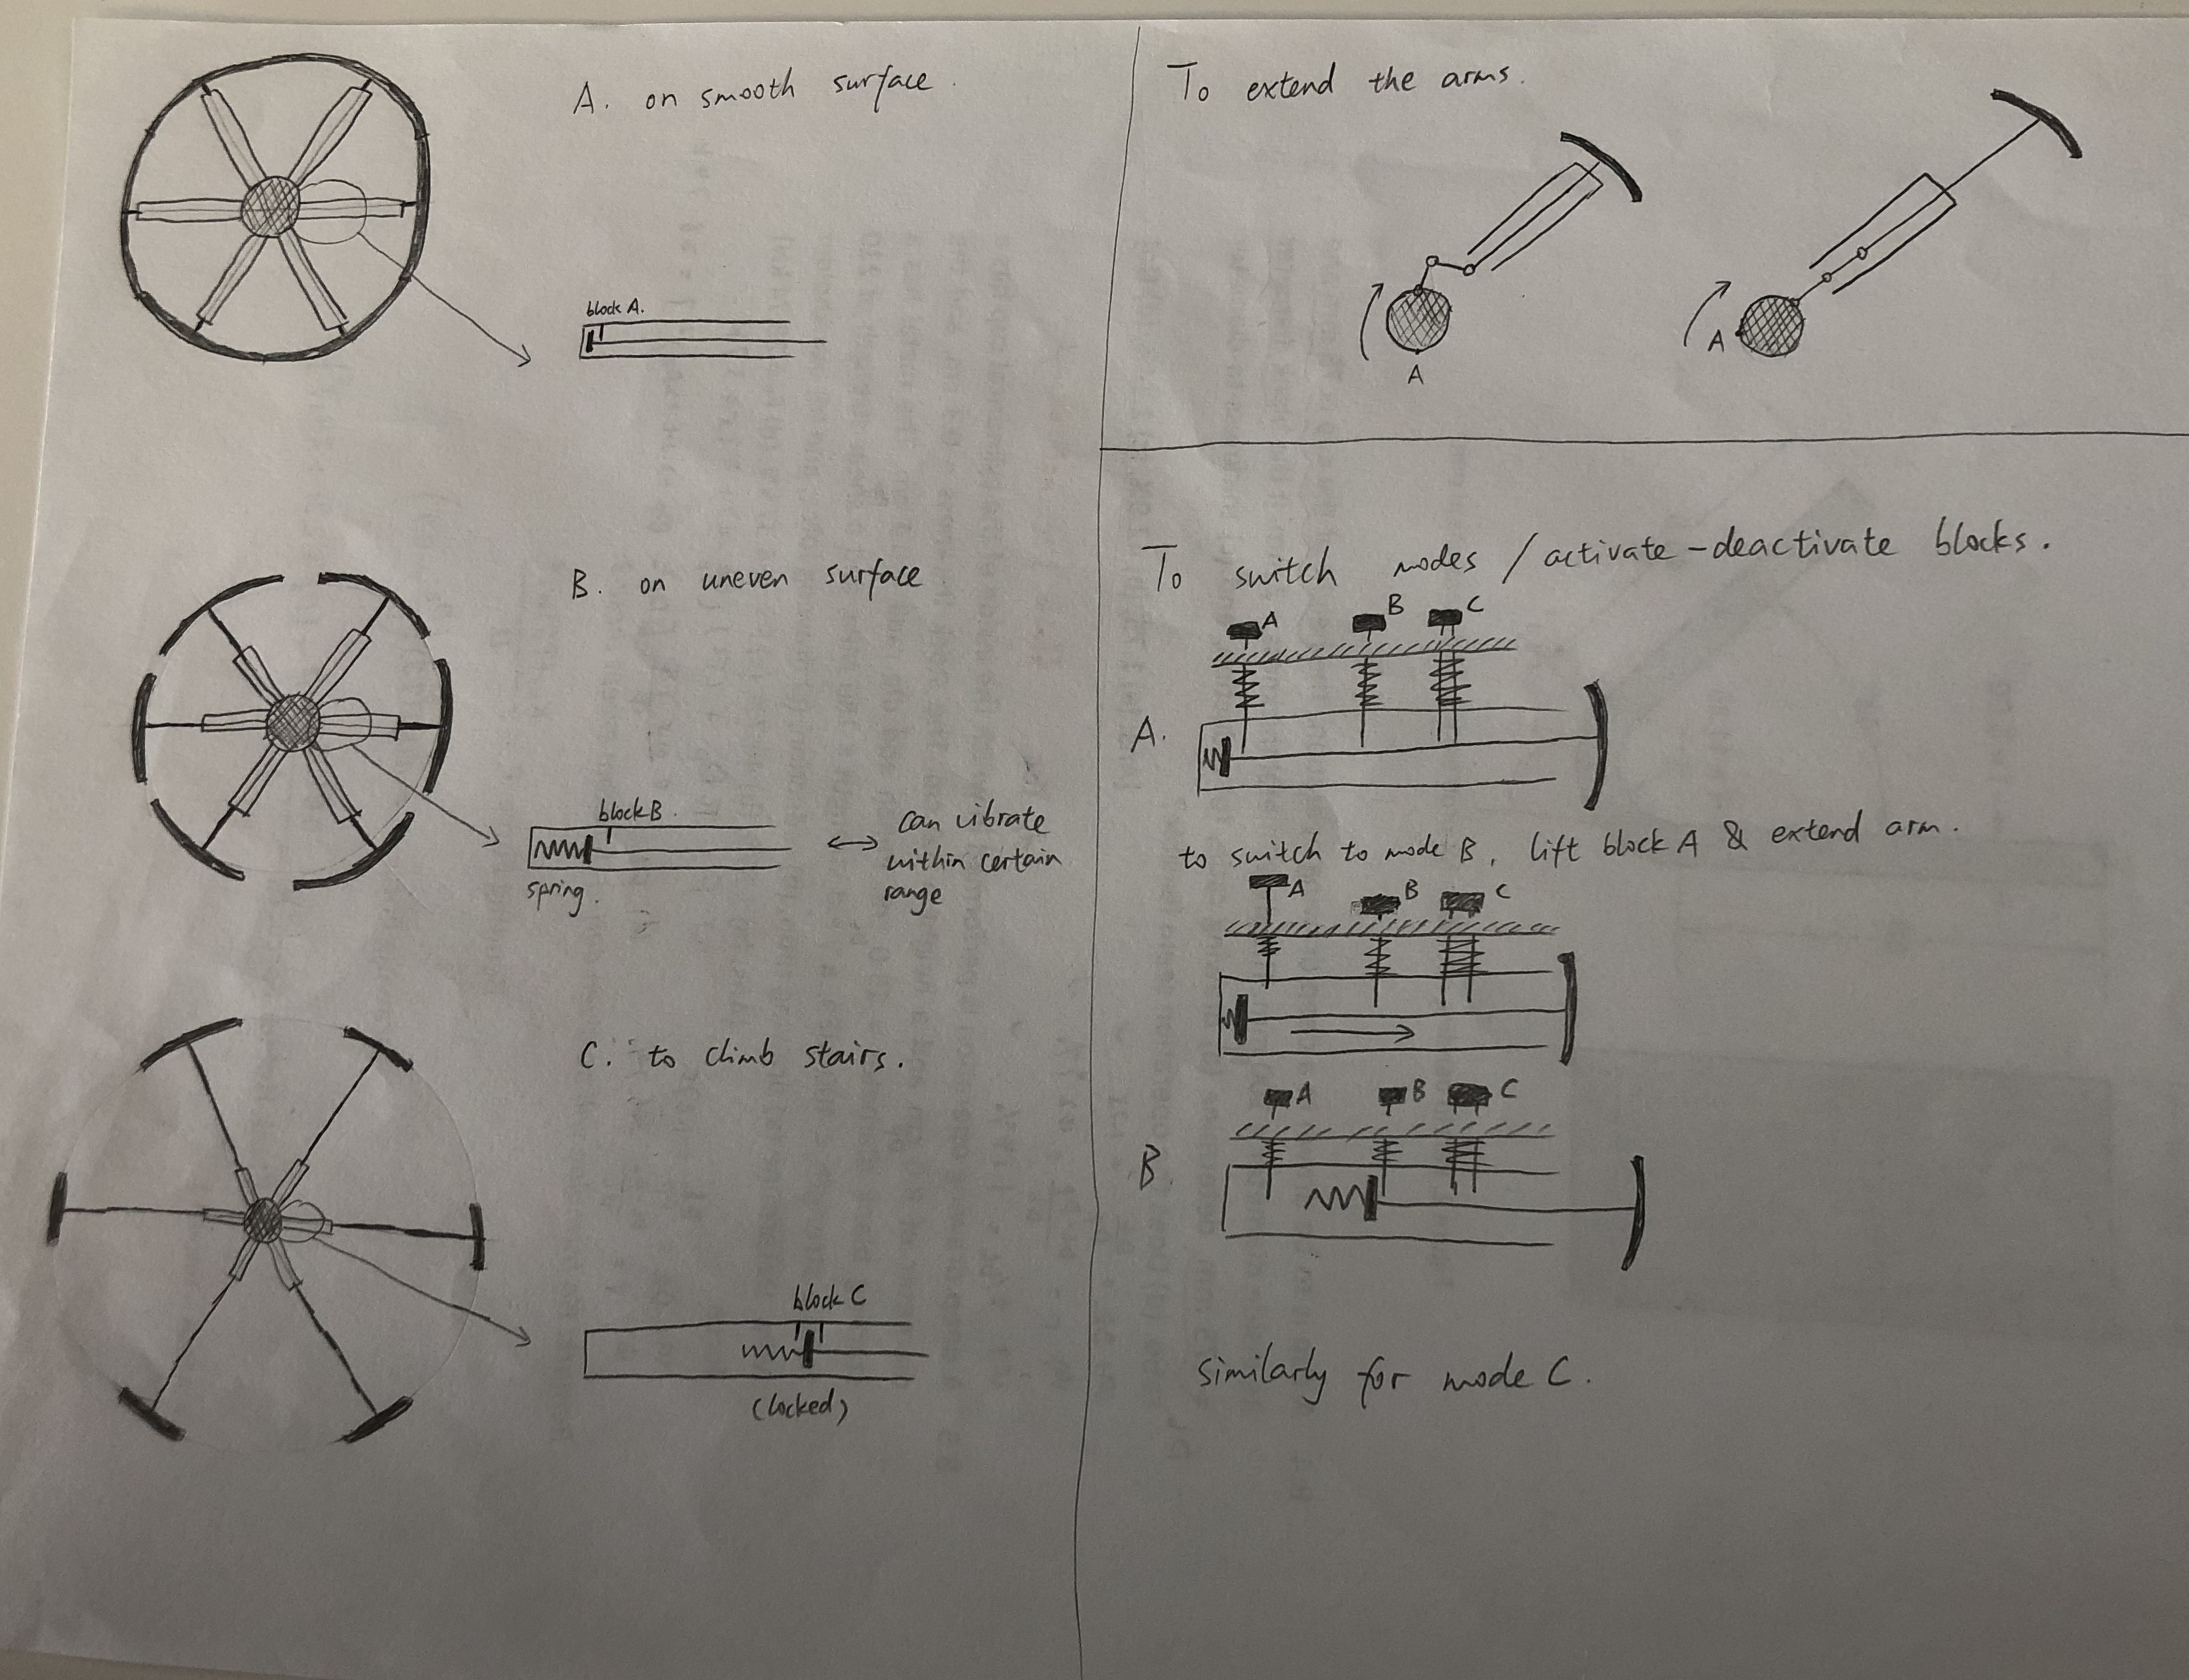 A. on smooth surface.
block A.
B. on uneven surface
block B.
spring.
can vibrate
within certain
range
C. to climb stairs.
block C
(locked)
To extend the arms.
A
A
To switch modes / activate-deactivate blocks.
A B C
A.
to switch to mode B, lift block A & extend arm.
A B C
A B C
B.
similarly for mode C.